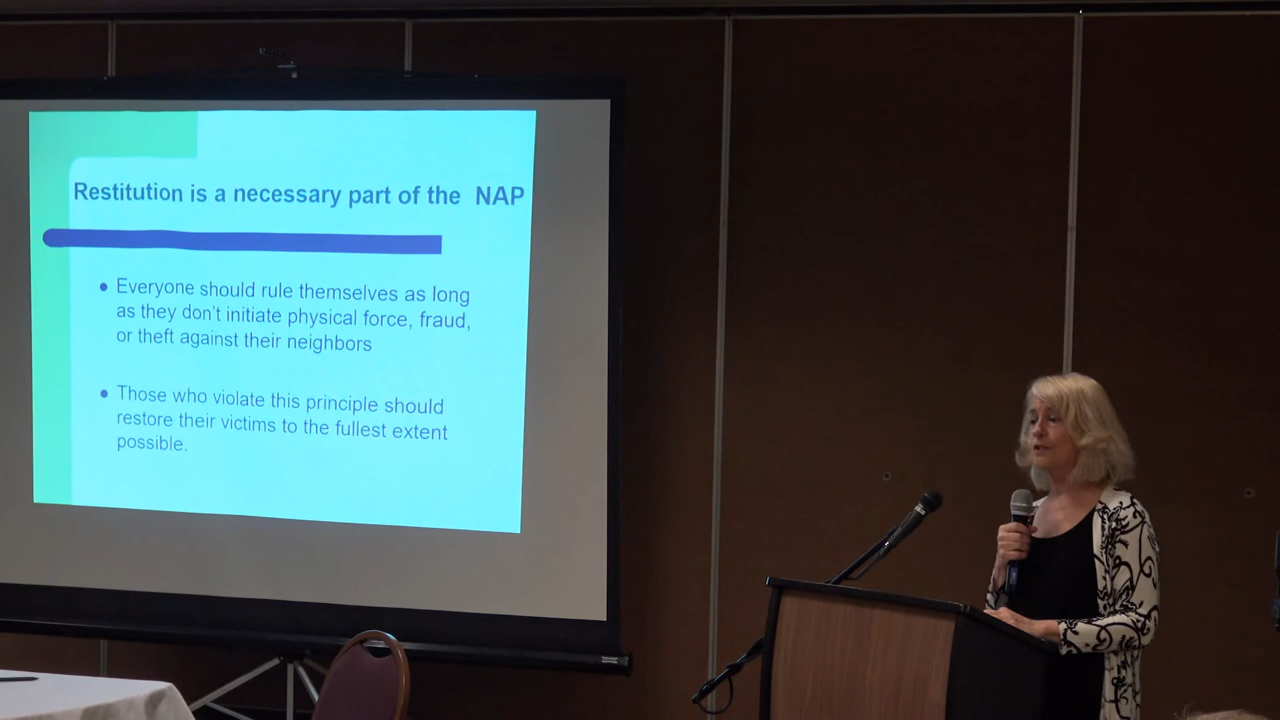 Restitution is a necessary part of the NAP
• Everyone should rule themselves as long
as they don't initiate physical force, fraud,
or theft against their neighbors
• Those who violate this principle should
restore their victims to the fullest extent
possible.